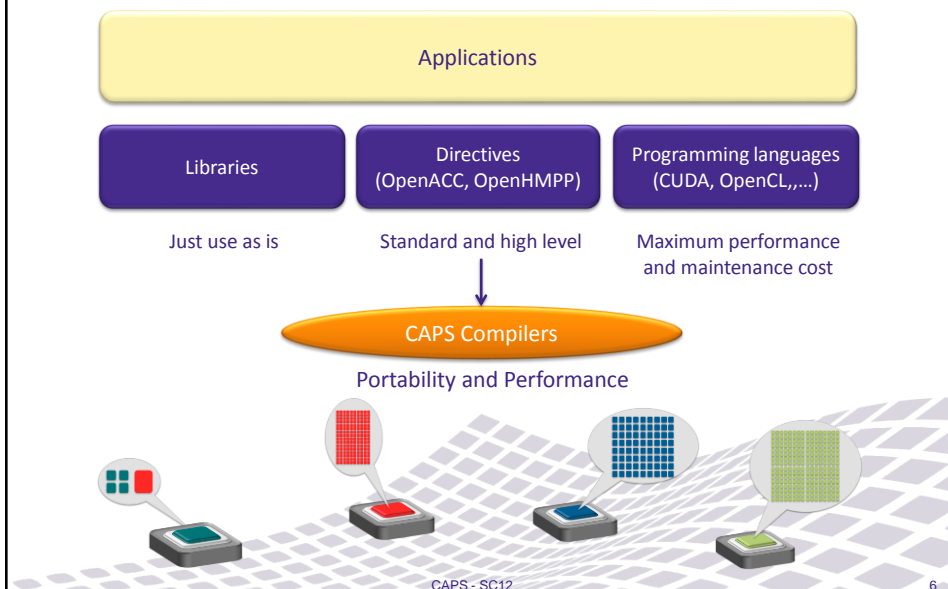 Applications
Libraries
Directives
(OpenACC, OpenHMPP)
Programming languages
(CUDA, OpenCL,,...)
Just use as is
Standard and high level
Maximum performance
and maintenance cost
CAPS Compilers
Portability and Performance
CAPS - SC12
6